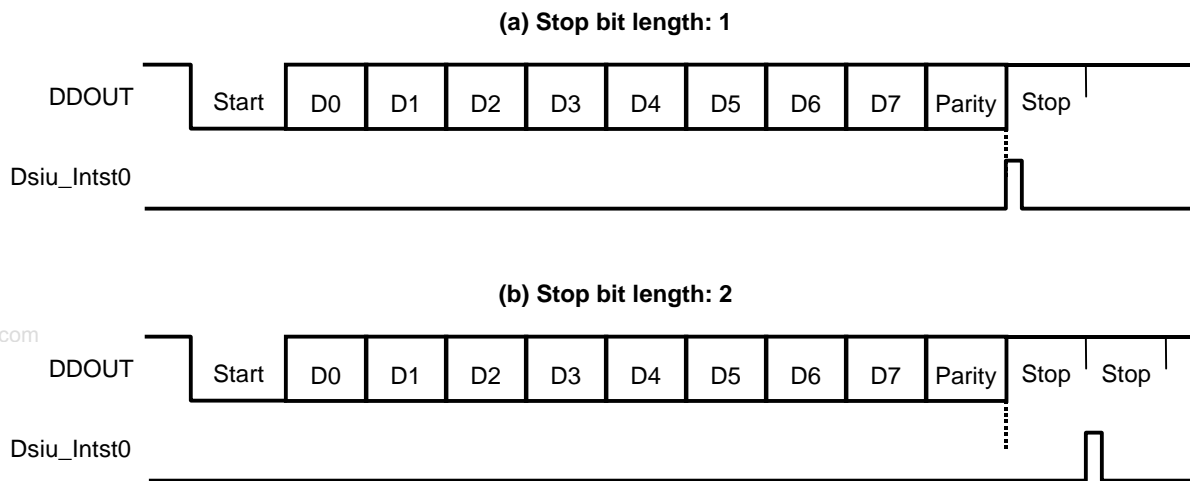 (a) Stop bit length: 1
DDOUT Start D0 D1 D2 D3 D4 D5 D6 D7 Parity Stop
Dsiu_Intst0
(b) Stop bit length: 2
com
DDOUT Start D0 D1 D2 D3 D4 D5 D6 D7 Parity Stop Stop
Dsiu_Intst0